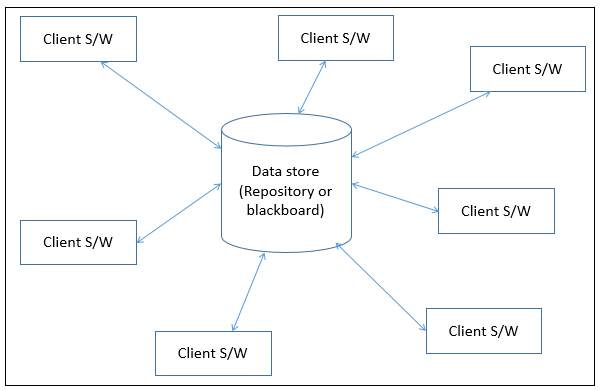 Client S/W
Client S/W
Client S/W
Data store
(Repository or
blackboard)
Client S/W
Client S/W
Client S/W
Client S/W